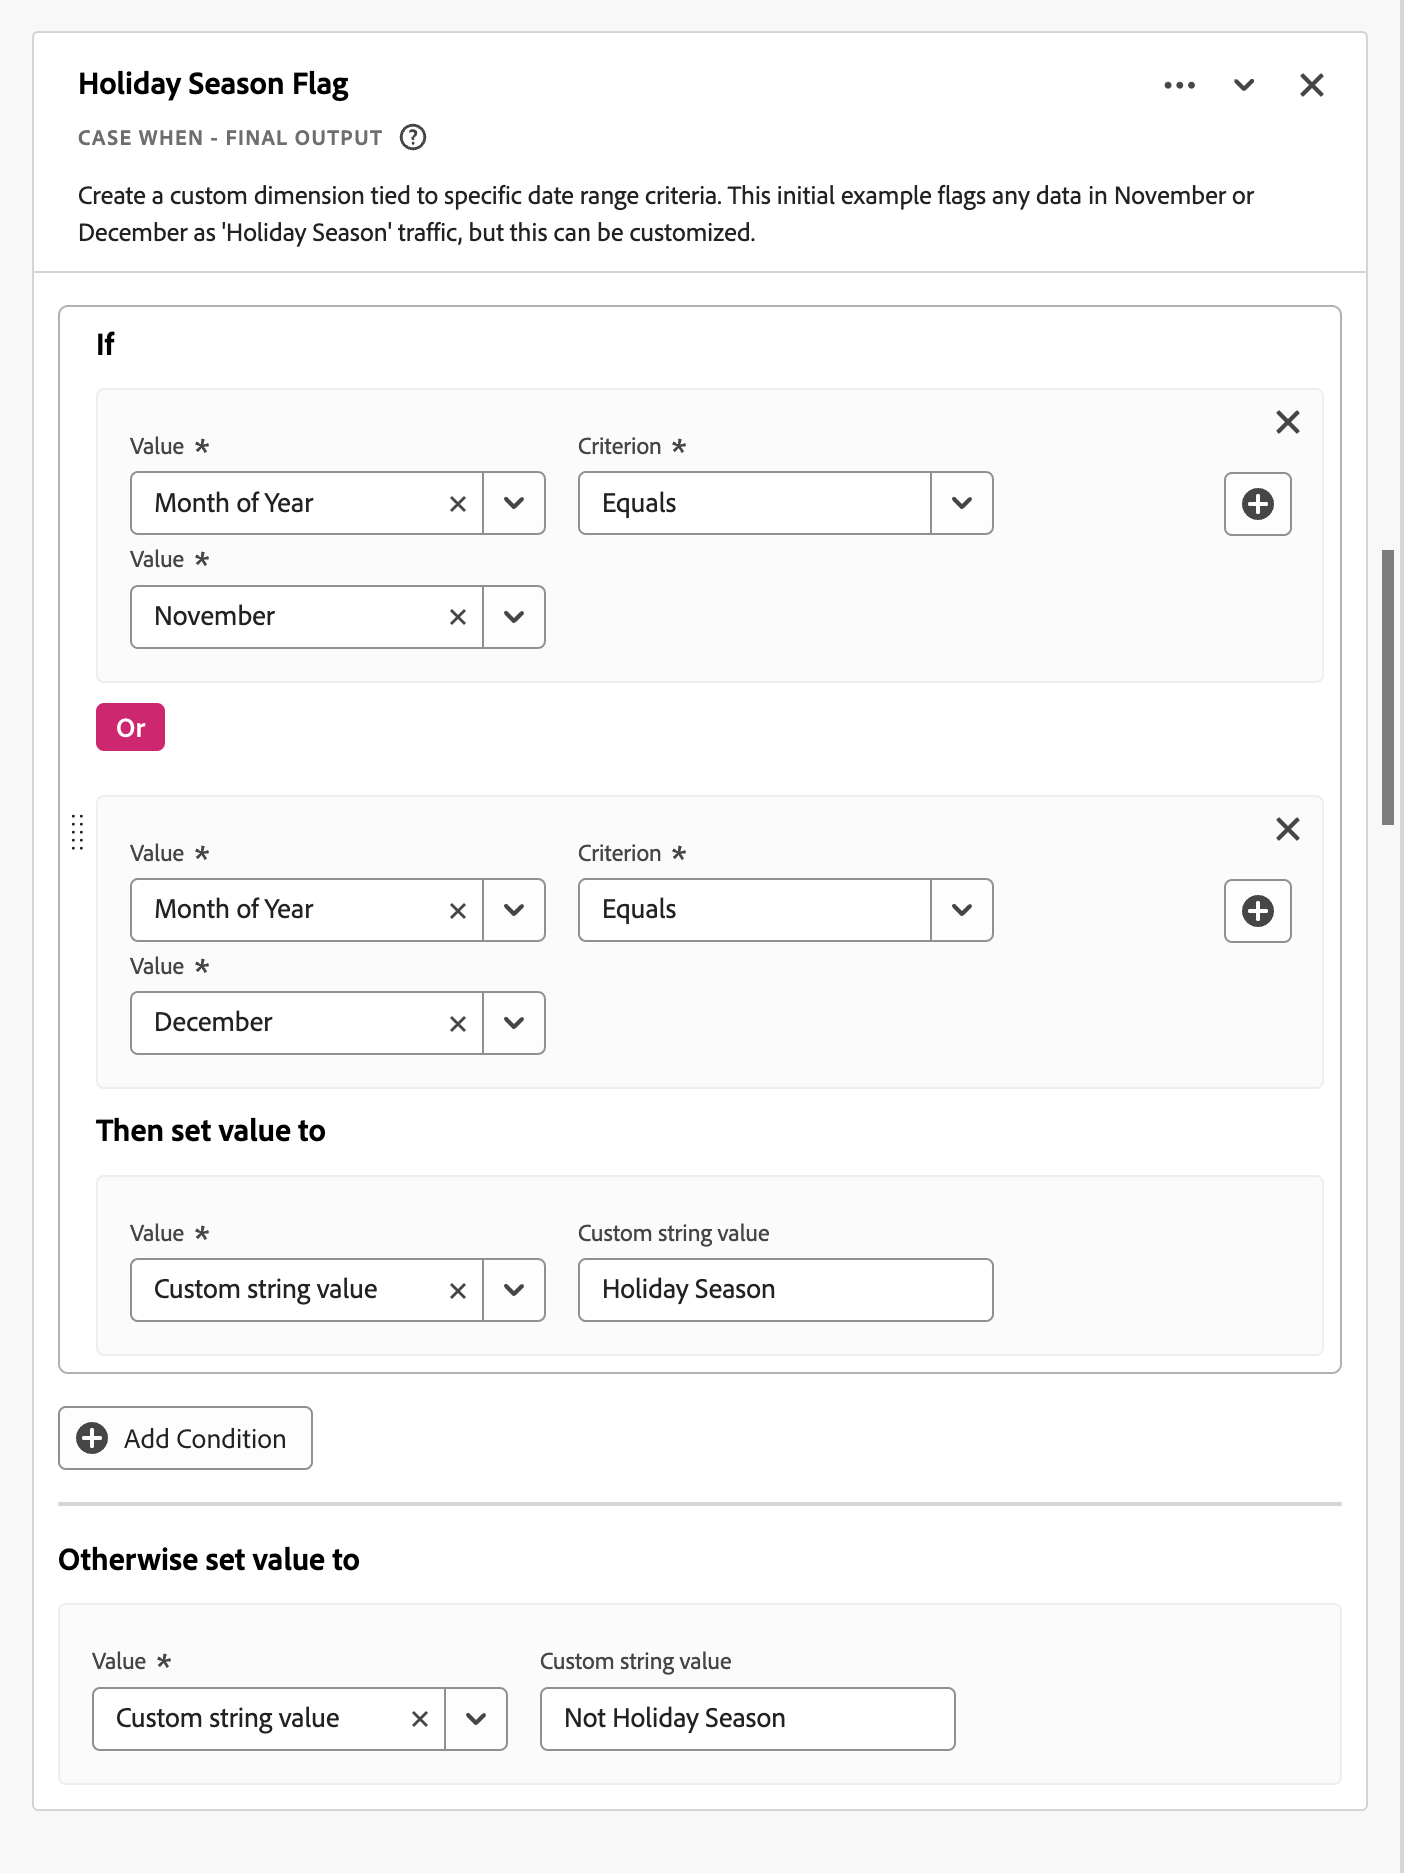 Holiday Season Flag
CASE WHEN - FINAL OUTPUT
Create a custom dimension tied to specific date range criteria. This initial example flags any data in November or
December as 'Holiday Season' traffic, but this can be customized.
If
Value * Criterion *
Month of Year Equals
Value *
November
Or
Value * Criterion *
Month of Year Equals
Value *
December
Then set value to
Value * Custom string value
Custom string value Holiday Season
Add Condition
Otherwise set value to
Value * Custom string value
Custom string value Not Holiday Season